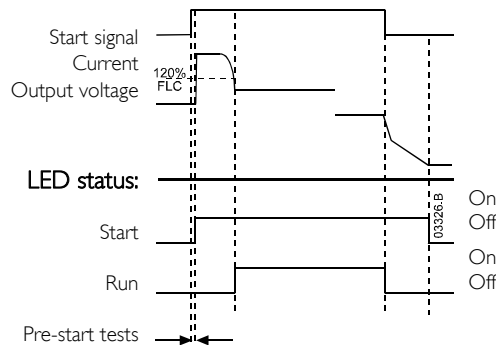 Start signal
Current
120%
FLC
Output voltage
LED status:
03326.B
On
Start
Off
On
Run
Off
Pre-start tests